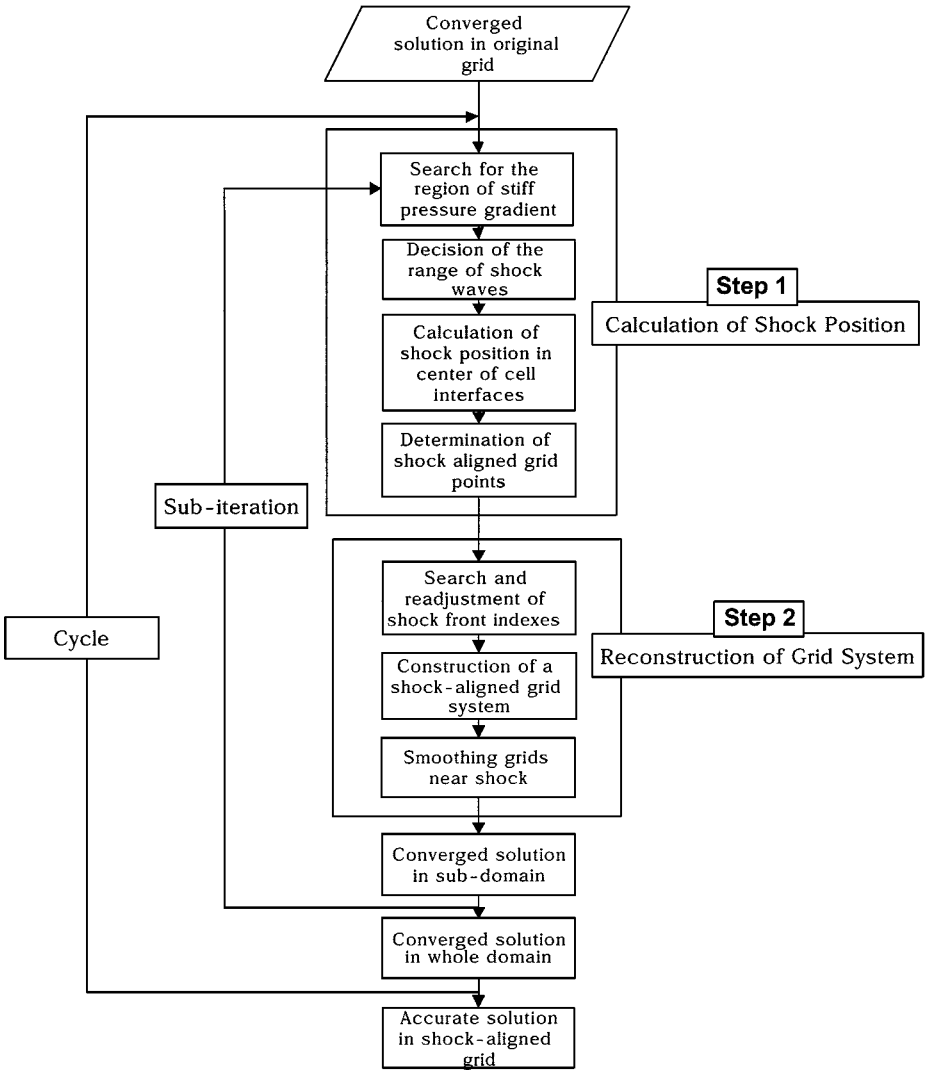 Converged
solution in original
grid
Search for the
region of stiff
pressure gradient
Decision of the
range of shock
waves
Step 1
Calculation of Shock Position
Calculation of
shock position in
center of cell
interfaces
Determination of
shock aligned grid
points
Sub-iteration
Search and
readjustment of
shock front indexes
Step 2
Reconstruction of Grid System
Cycle
Construction of a
shock-aligned grid
system
Smoothing grids
near shock
Converged solution
in sub-domain
Converged solution
in whole domain
Accurate solution
in shock-aligned
grid